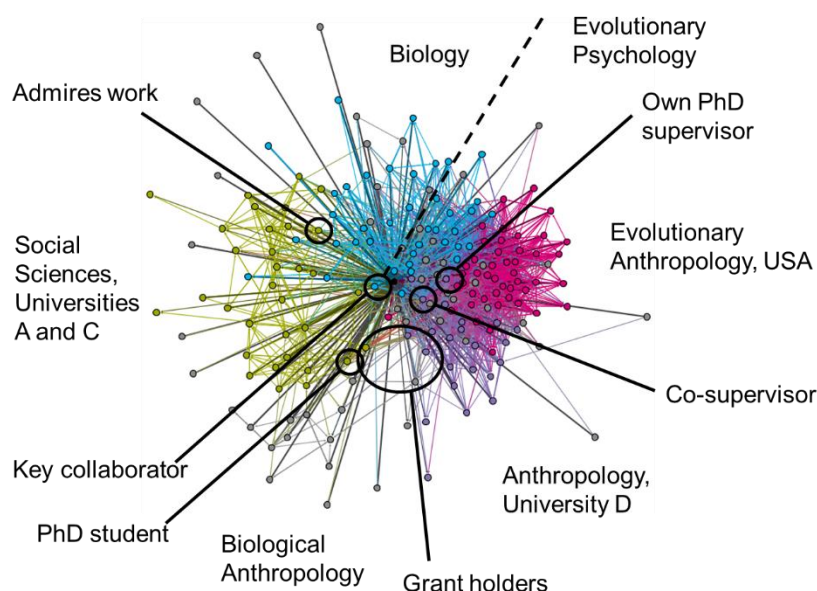 Biology
Evolutionary
Psychology
Admires work
Own PhD
supervisor
Social
Sciences,
Universities
A and C
Evolutionary
Anthropology, USA
Co-supervisor
Key collaborator
Anthropology,
University D
PhD student
Biological
Anthropology
Grant holders